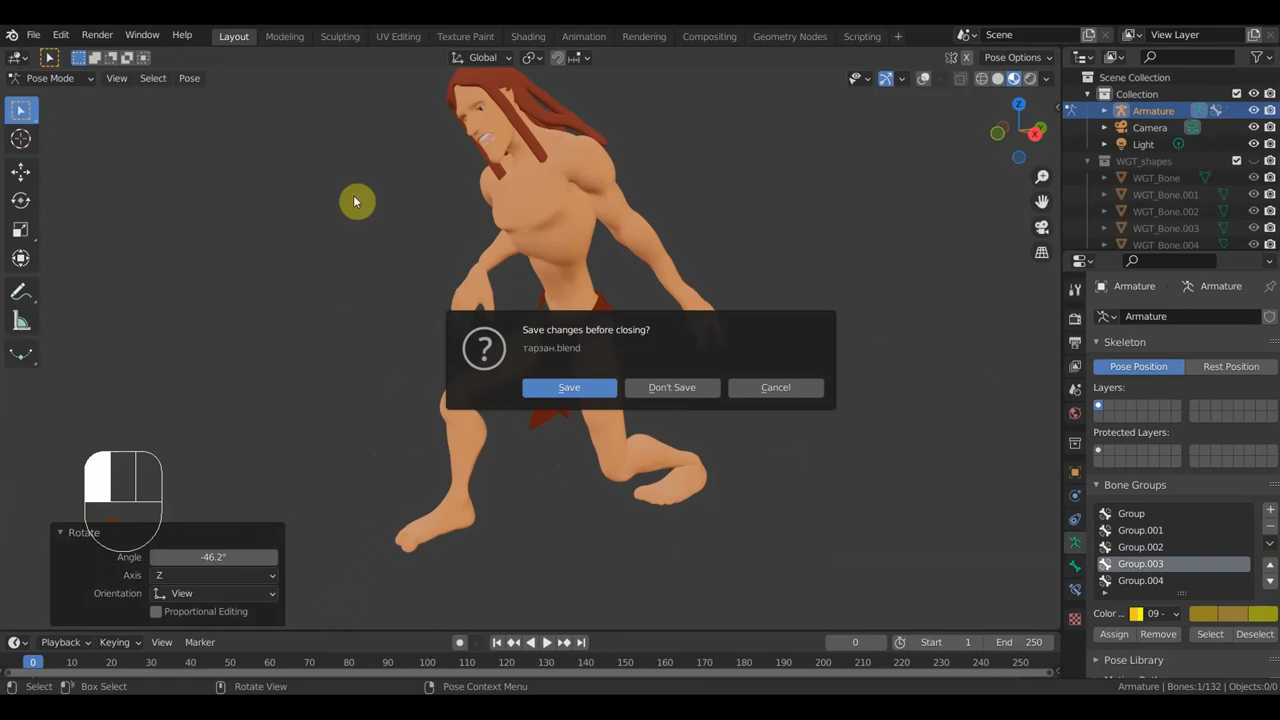 File Edit Render Window Help Layout Modeling Sculpting UV Editing Texture Paint Shading Animation Rendering Compositing Geometry Nodes Scripting + Scene View Layer
Global Pose Options
Pose Mode View Select Pose
Scene Collection
Collection
Armature
Camera
Light
WGT_shapes
WGT_Bone
WGT_Bone.001
WGT_Bone.002
WGT_Bone.003
WGT_Bone.004
Z
Y
X
Armature Armature
Armature
Skeleton
Pose Position Rest Position
Layers:
Protected Layers:
Bone Groups
Group
Group.001
Group.002
Group.003
Group.004
Color ... 09 -
Assign Remove Select Deselect
Pose Library
Save changes before closing?
тарзан.blend
Save Don't Save Cancel
Rotate
Angle -46.2°
Axis Z
Orientation View
Proportional Editing
Playback Keying View Marker 0 Start 1 End 250
0 10 20 30 40 50 60 70 80 90 100 110 120 130 140 150 160 170 180 190 200 210 220 230 240 250
Select Box Select Rotate View Pose Context Menu Armature | Bones:1/132 | Objects:0/0